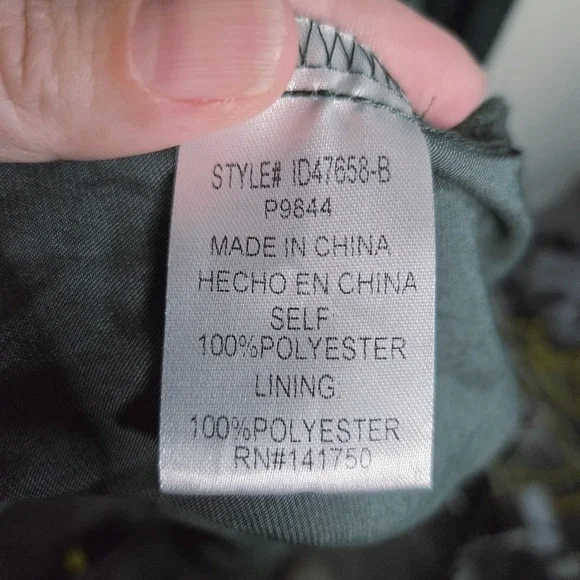 STYLE# ID47658-B
P9844
MADE IN CHINA
HECHO EN CHINA
SELF
100%POLYESTER
LINING.
100%POLYESTER
RN#141750